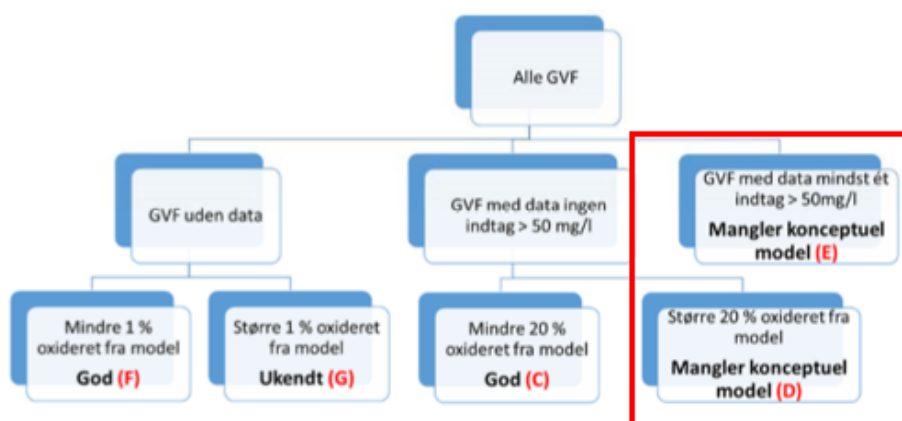 Alle GVF
GVF uden data
GVF med data ingen
indtag > 50 mg/l
GVF med data mindst ét
indtag > 50mg/l
Mangler konceptuel
model (E)
Mindre 1 %
oxideret fra model
God (F)
Større 1 % oxideret
fra model
Ukendt (G)
Mindre 20 %
oxideret fra model
God (C)
Større 20 % oxideret fra
model
Mangler konceptuel
model (D)